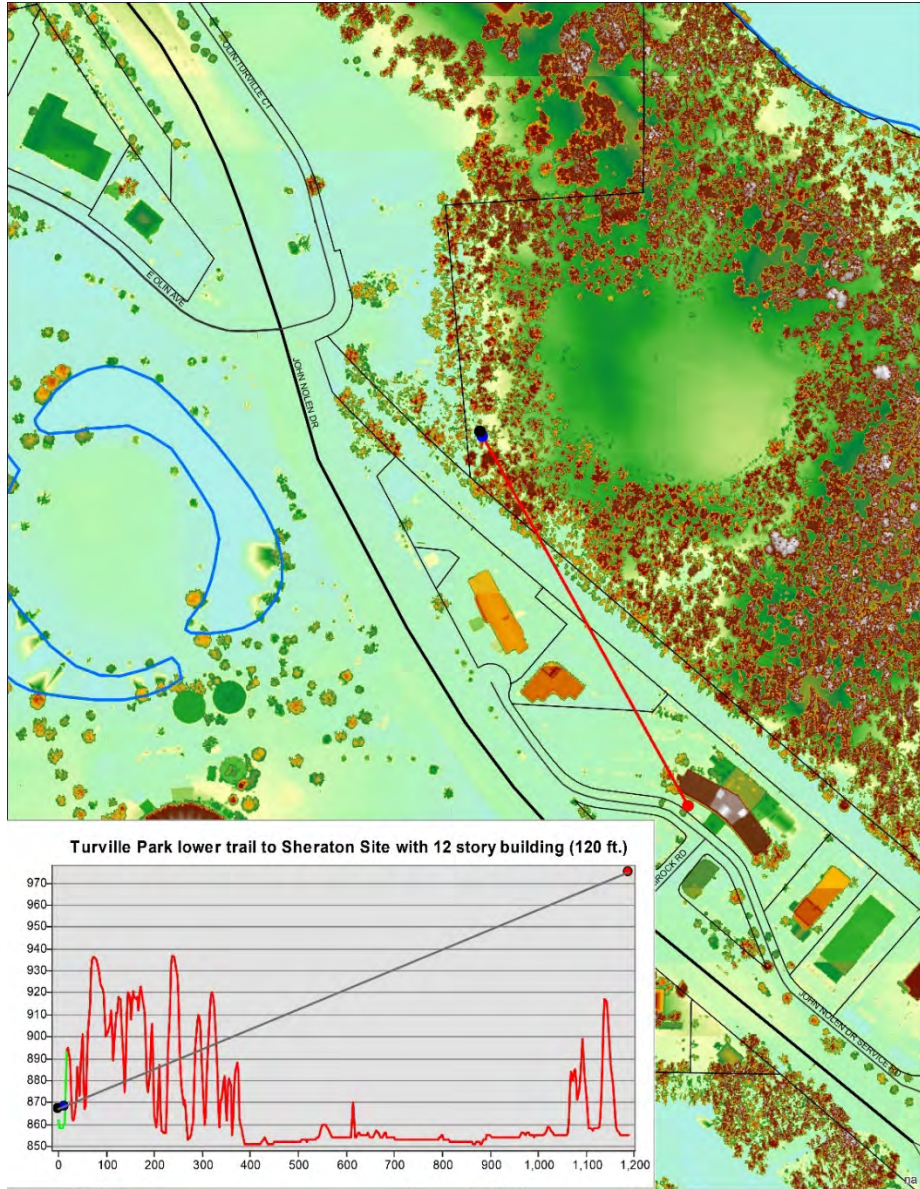 OLIN-TURVILLE CT
E OLIN AVE
JOHN NOLEN DR
JOHN NOLEN DR SERVICE RD
Turville Park lower trail to Sheraton Site with 12 story building (120 ft.)
970
960
950
940
930
920
910
900
890
880
870
860
850
0 100 200 300 400 500 600 700 800 900 1,000 1,100 1,200
na